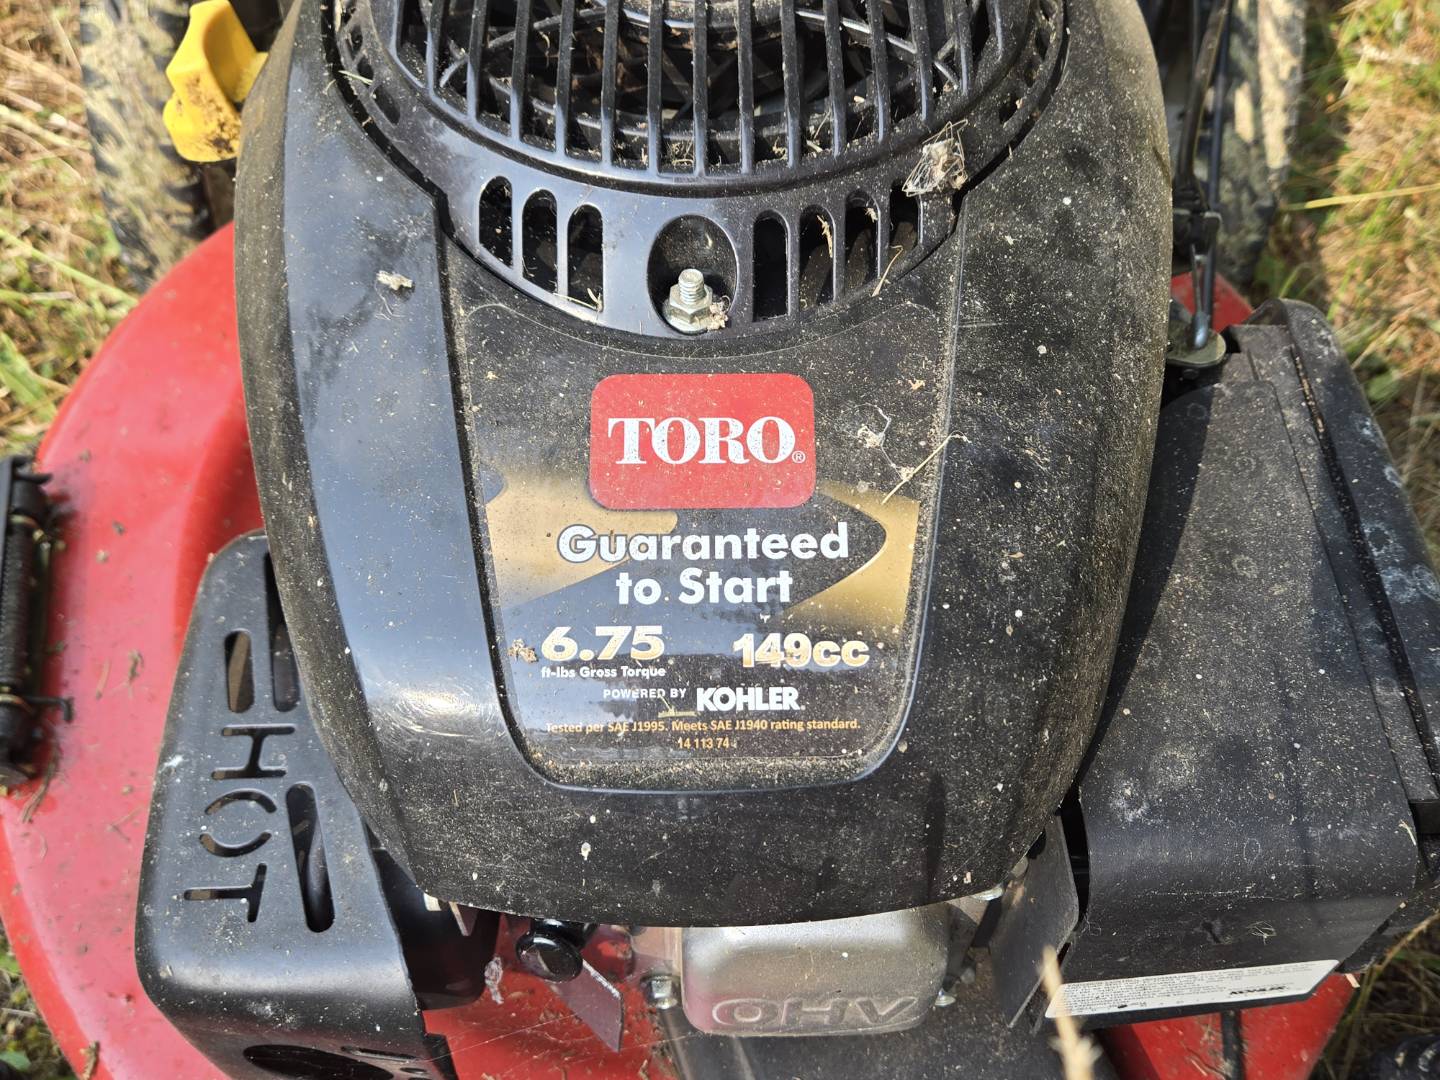 TORO®
Guaranteed
to Start
6.75 149cc
ft-lbs Gross Torque
POWERED BY KOHLER.
Tested per SAE J1995. Meets SAE J1940 rating standard.
14 113 74
HOT
OHV